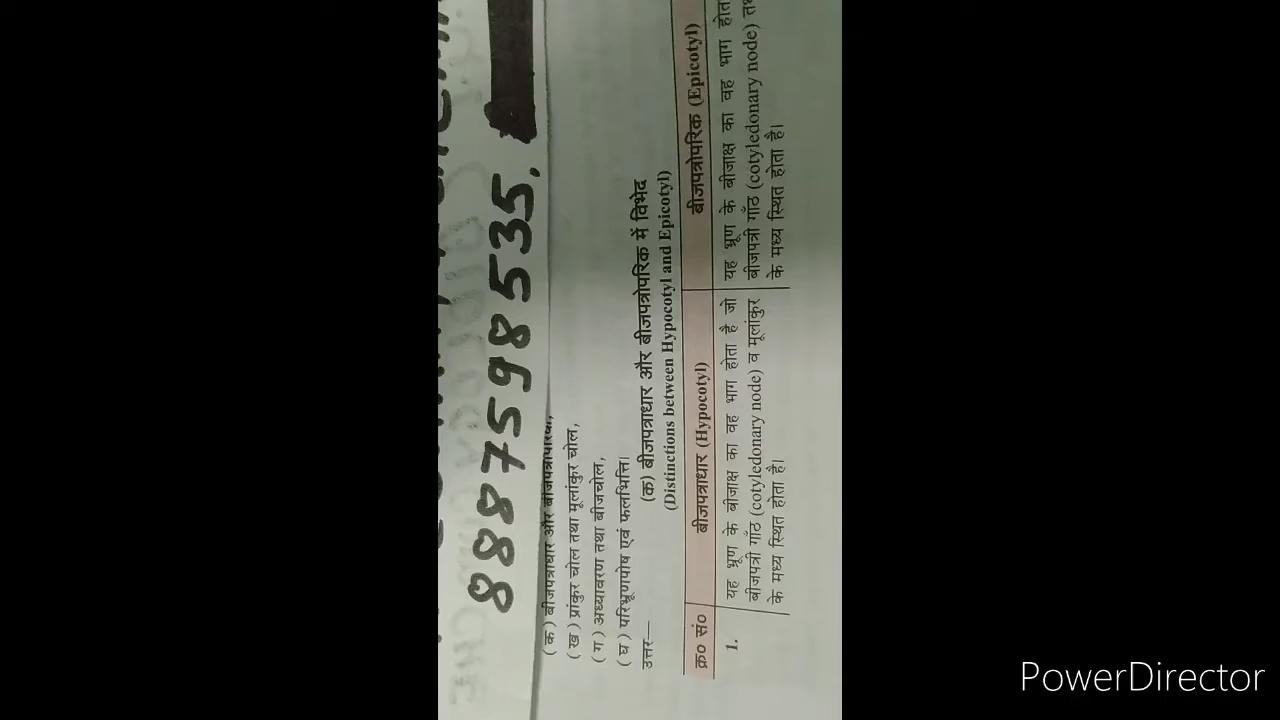 8887598535.
(क) बीजपत्राधार और बीजपत्रोपरिक,
(ख) प्रांकुर चोल तथा मूलांकुर चोल,
(ग) अध्यावरण तथा बीजचोल,
(घ) परिभ्रूणपोष एवं फलभित्ति।
उत्तर—
(क) बीजपत्राधार और बीजपत्रोपरिक में विभेद
(Distinctions between Hypocotyl and Epicotyl)
क्र० सं० बीजपत्राधार (Hypocotyl) बीजपत्रोपरिक (Epicotyl)
1. यह भ्रूण के बीजाक्ष का वह भाग होता है जो यह भ्रूण के बीजाक्ष का वह भाग होता
बीजपत्री गाँठ (cotyledonary node) व मूलांकुर बीजपत्री गाँठ (cotyledonary node)
के मध्य स्थित होता है। के मध्य स्थित होता है।
PowerDirector